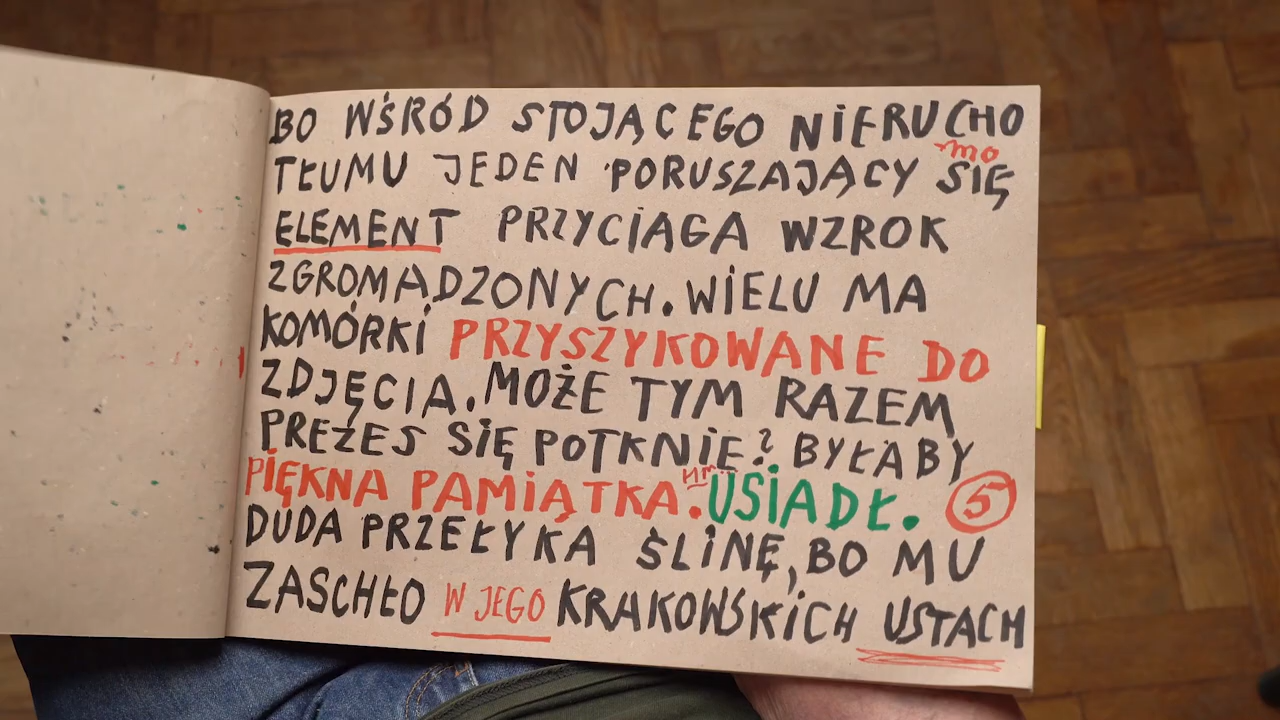 BO WŚRÓD STOJĄCEGO NIERUCHO
mo
TŁUMU JEDEN PORUSZAJĄCY SIĘ
ELEMENT PRZYCIĄGA WZROK
ZGROMADZONYCH. WIELU MA
KOMÓRKI PRZYSZYKOWANE DO
ZDJĘCIA. MOŻE TYM RAZEM
PREZES SIĘ POTKNIE? BYŁABY
PIĘKNA PAMIĄTKA. HM... USIADŁ. 5
DUDA PRZEŁYKA ŚLINĘ, BO MU
ZASCHŁO W JEGO KRAKOWSKICH USTACH